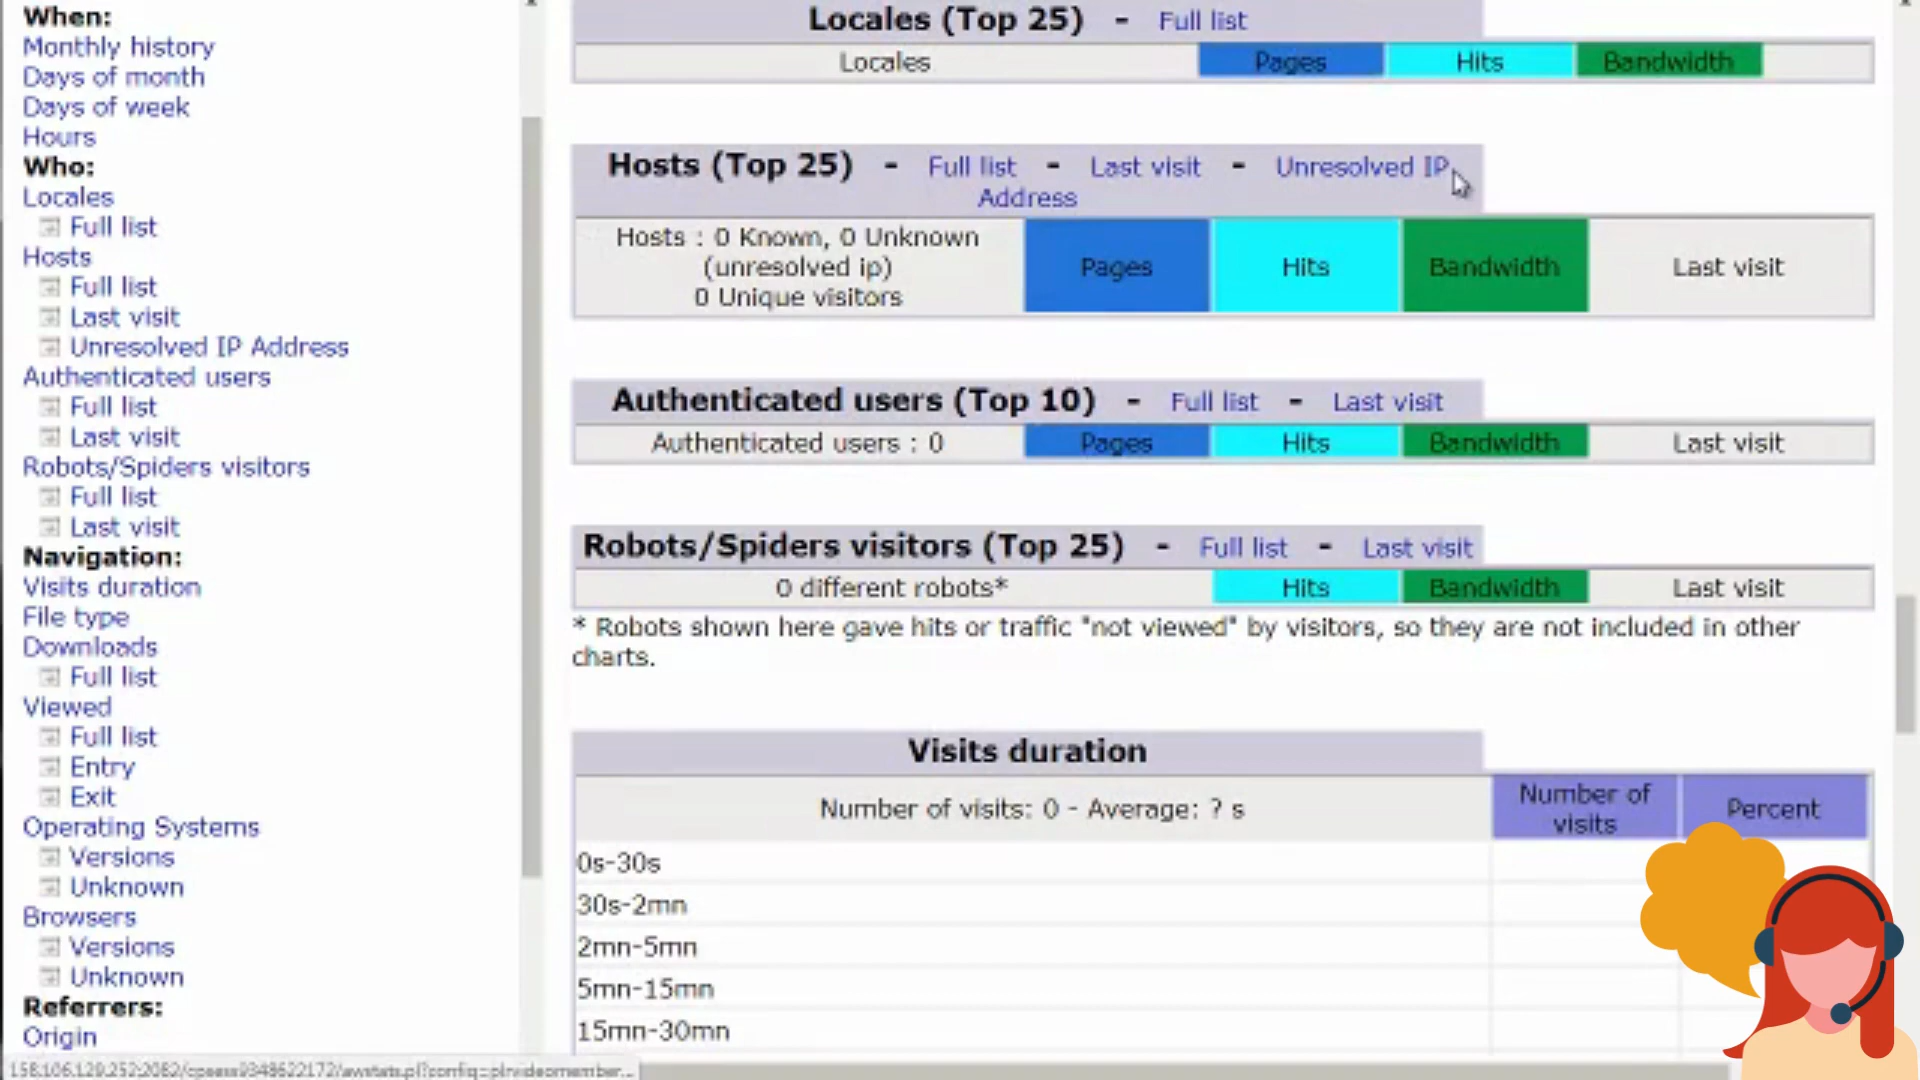 When:
Monthly history
Days of month
Days of week
Hours
Who:
Locales
Full list
Hosts
Full list
Last visit
Unresolved IP Address
Authenticated users
Full list
Last visit
Robots/Spiders visitors
Full list
Last visit
Navigation:
Visits duration
File type
Downloads
Full list
Viewed
Full list
Entry
Exit
Operating Systems
Versions
Unknown
Browsers
Versions
Unknown
Referrers:
Origin
Locales (Top 25) - Full list
Locales Pages Hits Bandwidth
Hosts (Top 25) - Full list - Last visit - Unresolved IP
Address
Hosts : 0 Known, 0 Unknown
(unresolved ip)
0 Unique visitors
Pages Hits Bandwidth Last visit
Authenticated users (Top 10) - Full list - Last visit
Authenticated users : 0 Pages Hits Bandwidth Last visit
Robots/Spiders visitors (Top 25) - Full list - Last visit
0 different robots* Hits Bandwidth Last visit
* Robots shown here gave hits or traffic "not viewed" by visitors, so they are not included in other
charts.
Visits duration
Number of visits: 0 - Average: ? s
Number of
visits
Percent
0s-30s
30s-2mn
2mn-5mn
5mn-15mn
15mn-30mn